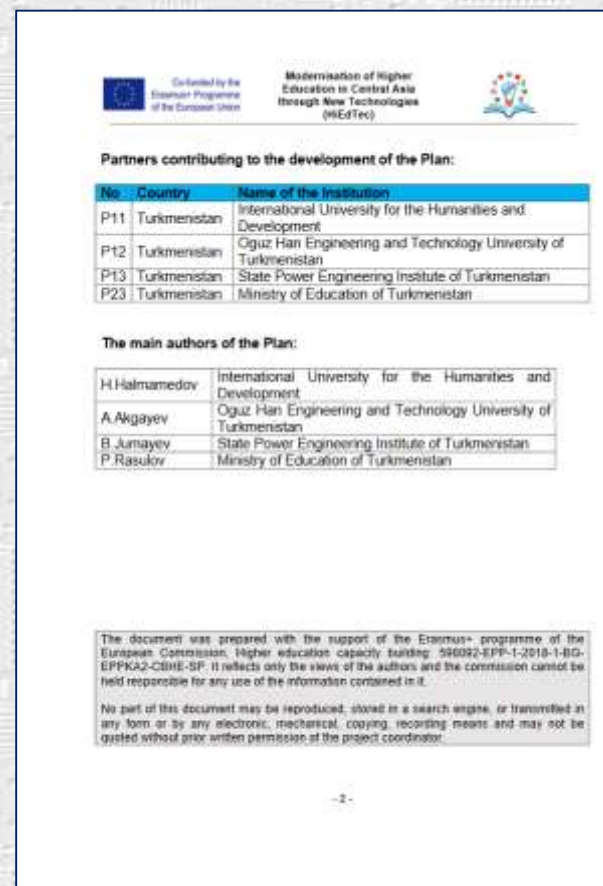 Co-funded by the
Erasmus+ Programme
of the European Union
Modernisation of Higher
Education in Central Asia
through New Technologies
(HiEdTec)
Partners contributing to the development of the Plan:
No Country Name of the Institution
P11 Turkmenistan International University for the Humanities and
Development
P12 Turkmenistan Oguz Han Engineering and Technology University of
Turkmenistan
P13 Turkmenistan State Power Engineering Institute of Turkmenistan
P23 Turkmenistan Ministry of Education of Turkmenistan
The main authors of the Plan:
H.Halmamedov International University for the Humanities and
Development
A.Akgayev Oguz Han Engineering and Technology University of
Turkmenistan
B.Jumayev State Power Engineering Institute of Turkmenistan
P.Rasulov Ministry of Education of Turkmenistan
The document was prepared with the support of the Erasmus+ programme of the
European Commission, Higher education capacity building: 598092-EPP-1-2018-1-BG-
EPPKA2-CBHE-SP. It reflects only the views of the authors and the commission cannot be
held responsible for any use of the information contained in it.
No part of this document may be reproduced, stored in a search engine, or transmitted in
any form or by any electronic, mechanical, copying, recording means and may not be
quoted without prior written permission of the project coordinator.
- 2 -